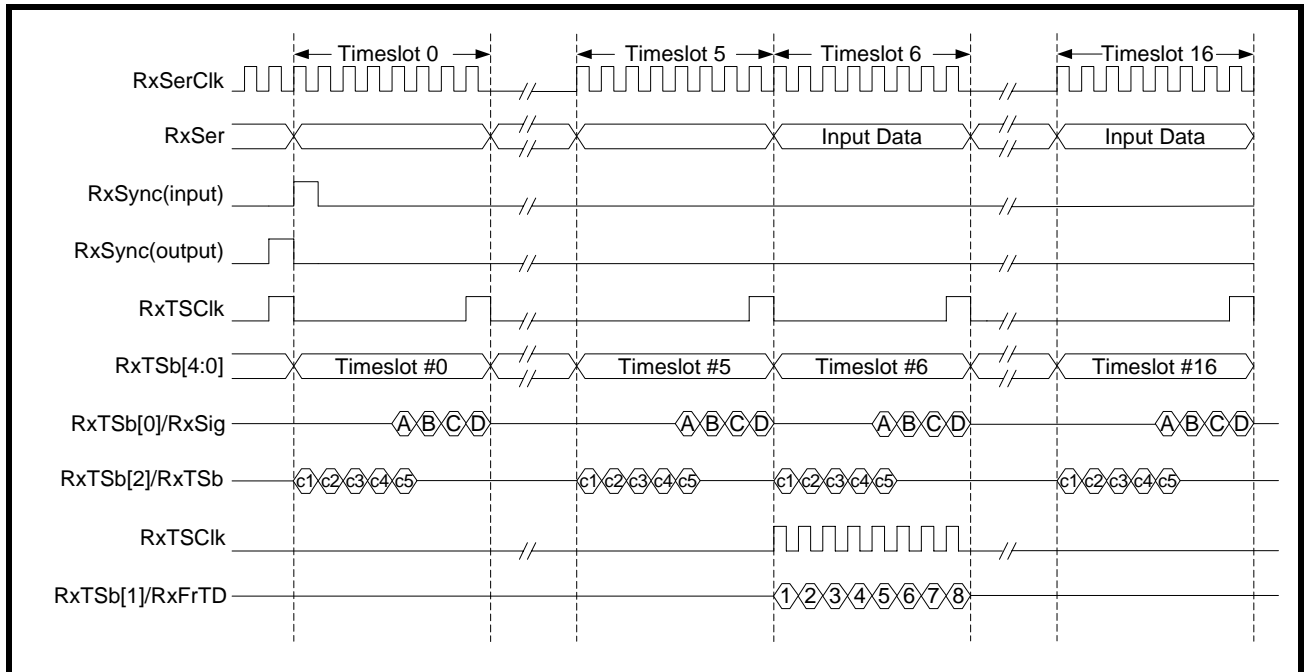 Timeslot 0 Timeslot 5 Timeslot 6 Timeslot 16
RxSerClk
RxSer Input Data Input Data
RxSync(input)
RxSync(output)
RxTSClk
RxTSb[4:0] Timeslot #0 Timeslot #5 Timeslot #6 Timeslot #16
RxTSb[0]/RxSig A B C D A B C D A B C D A B C D
RxTSb[2]/RxTSb c1 c2 c3 c4 c5 c1 c2 c3 c4 c5 c1 c2 c3 c4 c5 c1 c2 c3 c4 c5
RxTSClk
RxTSb[1]/RxFrTD 1 2 3 4 5 6 7 8